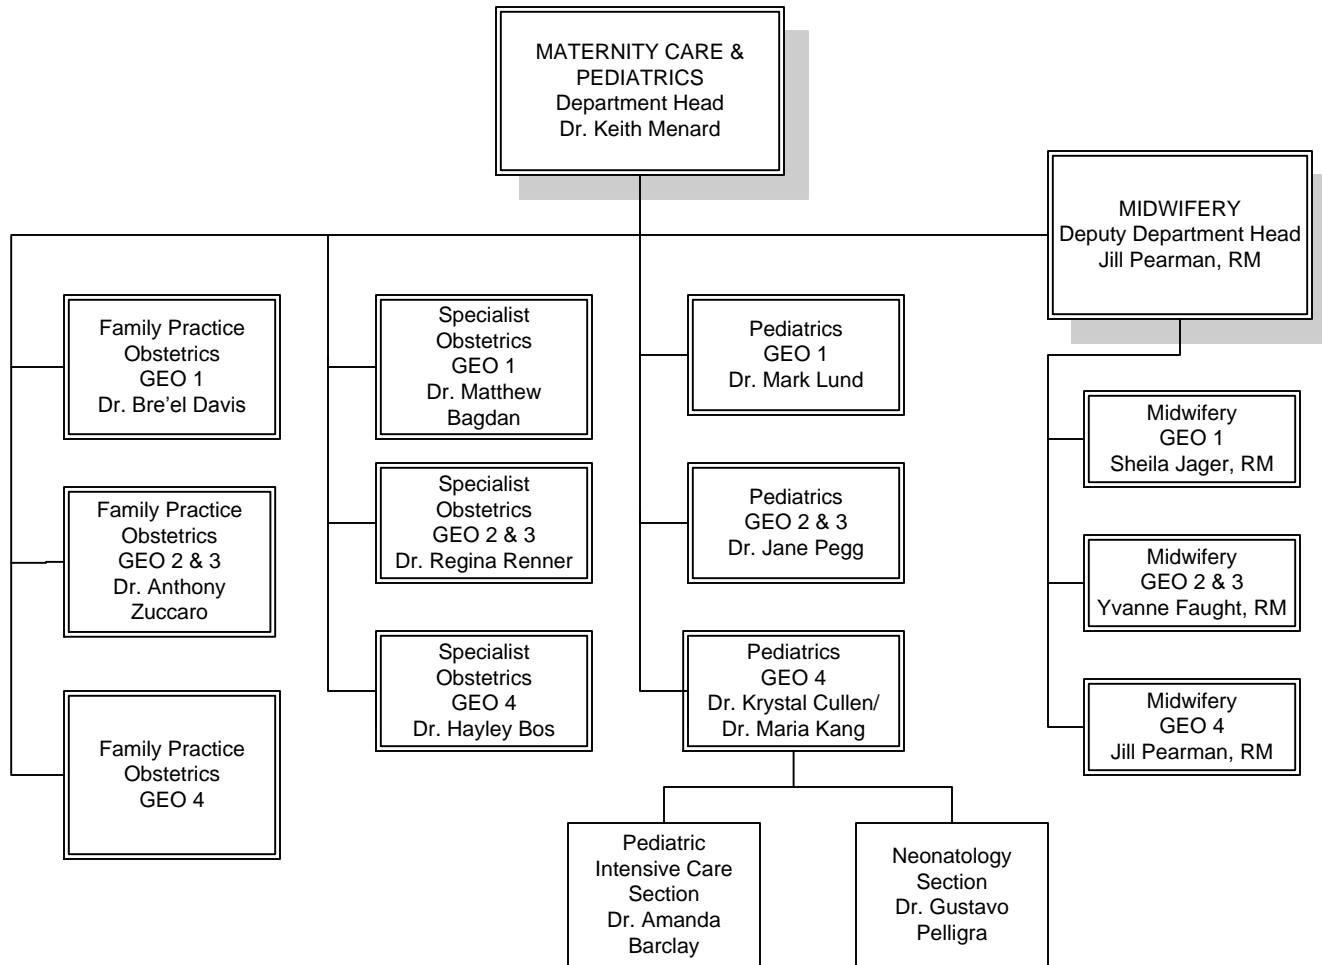 MATERNITY CARE &
PEDIATRICS
Department Head
Dr. Keith Menard
MIDWIFERY
Deputy Department Head
Jill Pearman, RM
Family Practice
Obstetrics
GEO 1
Dr. Bre’el Davis
Specialist
Obstetrics
GEO 1
Dr. Matthew
Bagdan
Pediatrics
GEO 1
Dr. Mark Lund
Midwifery
GEO 1
Sheila Jager, RM
Family Practice
Obstetrics
GEO 2 & 3
Dr. Anthony
Zuccaro
Specialist
Obstetrics
GEO 2 & 3
Dr. Regina Renner
Pediatrics
GEO 2 & 3
Dr. Jane Pegg
Midwifery
GEO 2 & 3
Yvanne Faught, RM
Family Practice
Obstetrics
GEO 4
Specialist
Obstetrics
GEO 4
Dr. Hayley Bos
Pediatrics
GEO 4
Dr. Krystal Cullen/
Dr. Maria Kang
Midwifery
GEO 4
Jill Pearman, RM
Pediatric
Intensive Care
Section
Dr. Amanda
Barclay
Neonatology
Section
Dr. Gustavo
Pelligra